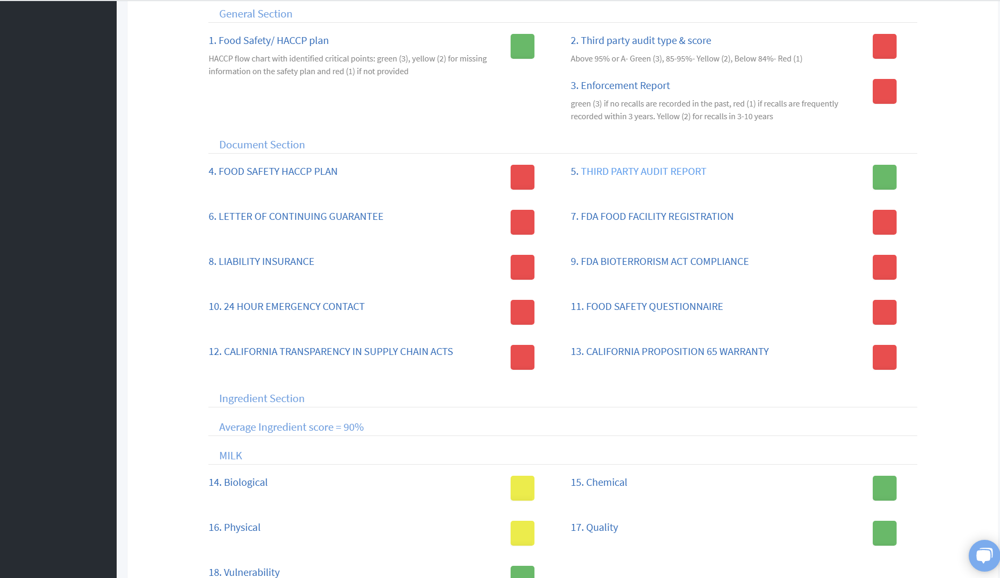 General Section
1. Food Safety/ HACCP plan
HACCP flow chart with identified critical points: green (3), yellow (2) for missing
information on the safety plan and red (1) if not provided
2. Third party audit type & score
Above 95% or A- Green (3), 85-95%- Yellow (2), Below 84%- Red (1)
3. Enforcement Report
green (3) if no recalls are recorded in the past, red (1) if recalls are frequently
recorded within 3 years. Yellow (2) for recalls in 3-10 years
Document Section
4. FOOD SAFETY HACCP PLAN
5. THIRD PARTY AUDIT REPORT
6. LETTER OF CONTINUING GUARANTEE
7. FDA FOOD FACILITY REGISTRATION
8. LIABILITY INSURANCE
9. FDA BIOTERRORISM ACT COMPLIANCE
10. 24 HOUR EMERGENCY CONTACT
11. FOOD SAFETY QUESTIONNAIRE
12. CALIFORNIA TRANSPARENCY IN SUPPLY CHAIN ACTS
13. CALIFORNIA PROPOSITION 65 WARRANTY
Ingredient Section
Average Ingredient score = 90%
MILK
14. Biological
15. Chemical
16. Physical
17. Quality
18. Vulnerability